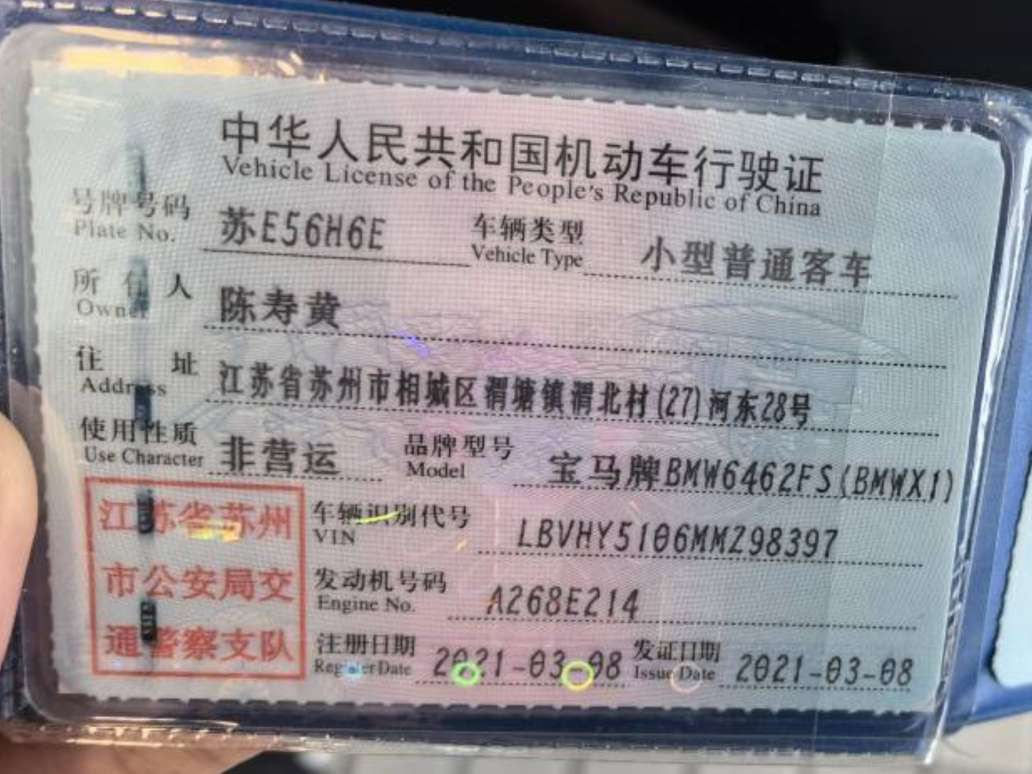 中华人民共和国机动车行驶证
Vehicle License of the People's Republic of China
号牌号码 苏E56H6E 车辆类型 小型普通客车
Plate No. Vehicle Type
所有人 陈寿黄
Owner
住址 江苏省苏州市相城区渭塘镇渭北村(27)河东28号
Address
使用性质 非营运 品牌型号 宝马牌BMW6462FS(BMWX1)
Use Character Model
江苏省苏州
市公安局交
通警察支队
车辆识别代号 LBVHY5106MMZ98397
VIN
发动机号码 A268E214
Engine No.
注册日期 2021-03-08 发证日期 2021-03-08
Register Date Issue Date